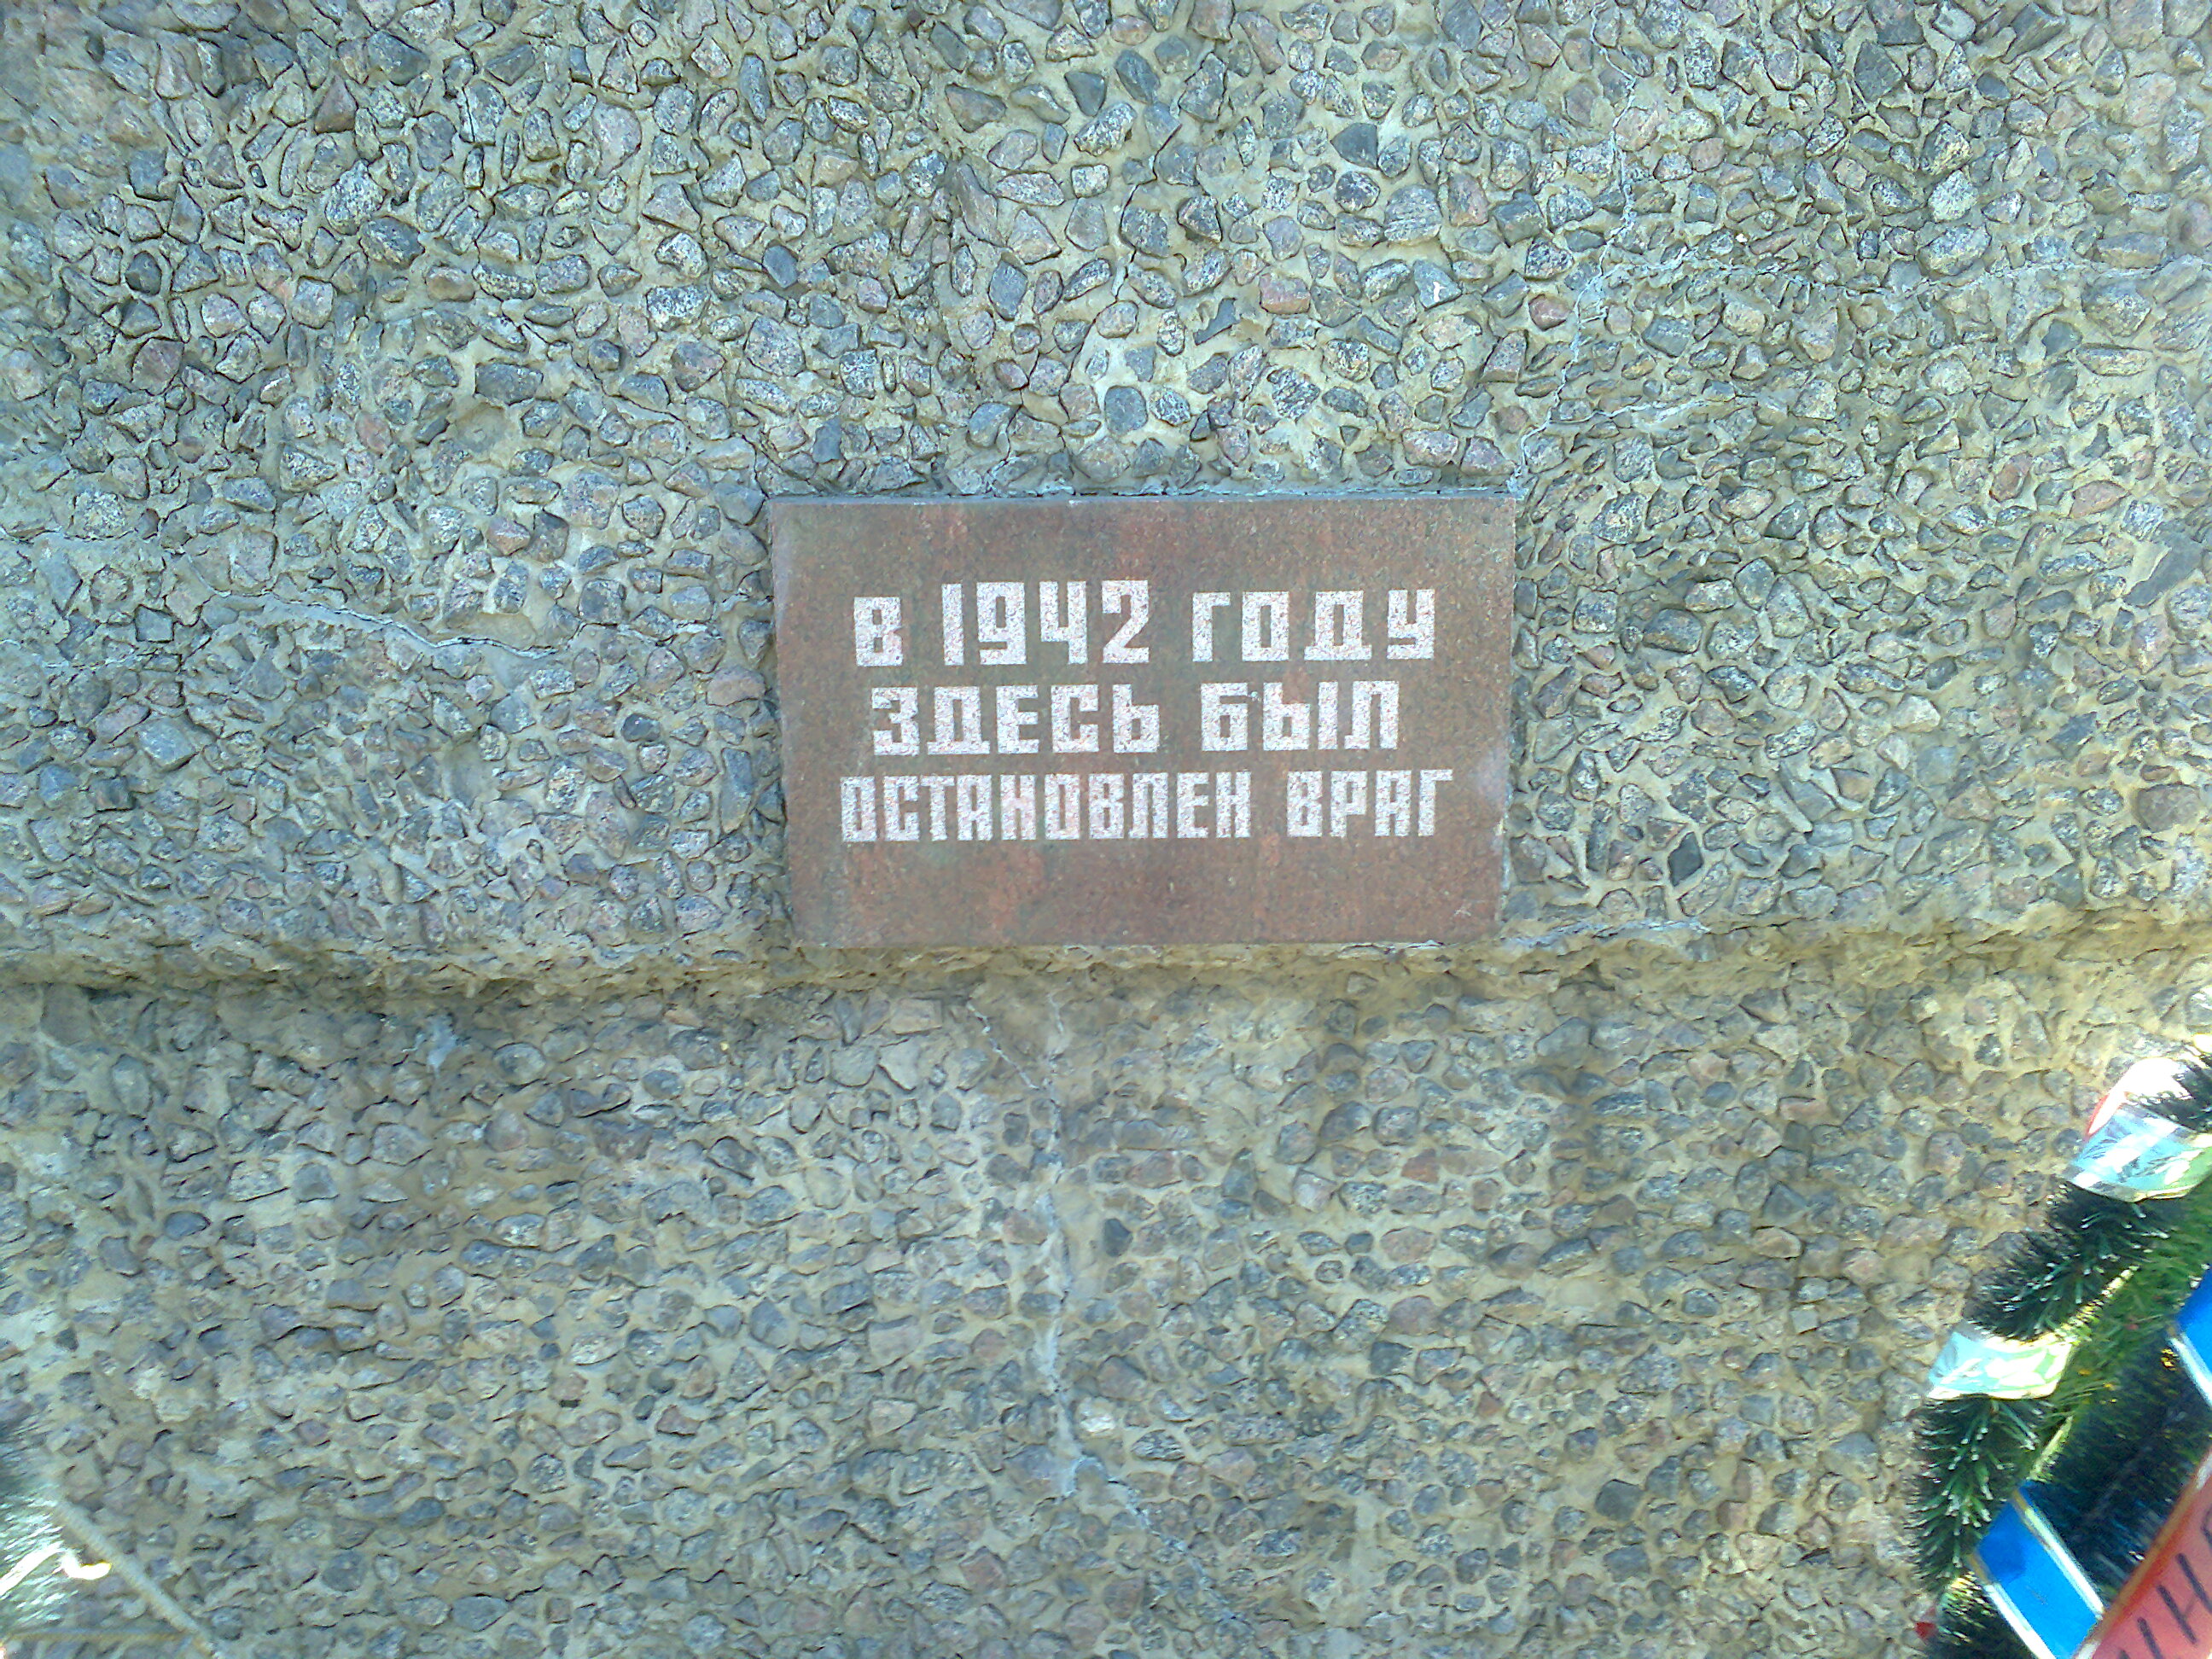 В 1942 ГОДУ
ЗДЕСЬ БЫЛ
ОСТАНОВЛЕН ВРАГ